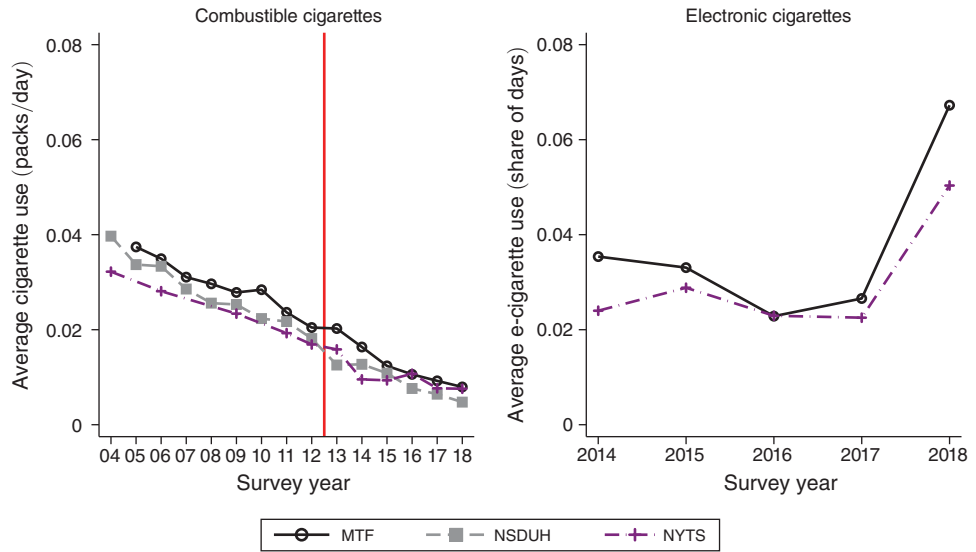 Combustible cigarettes
Average cigarette use (packs/day)
0.08
0.06
0.04
0.02
0
04 05 06 07 08 09 10 11 12 13 14 15 16 17 18
Survey year
Electronic cigarettes
Average e-cigarette use (share of days)
0.08
0.06
0.04
0.02
0
2014 2015 2016 2017 2018
Survey year
MTF NSDUH NYTS